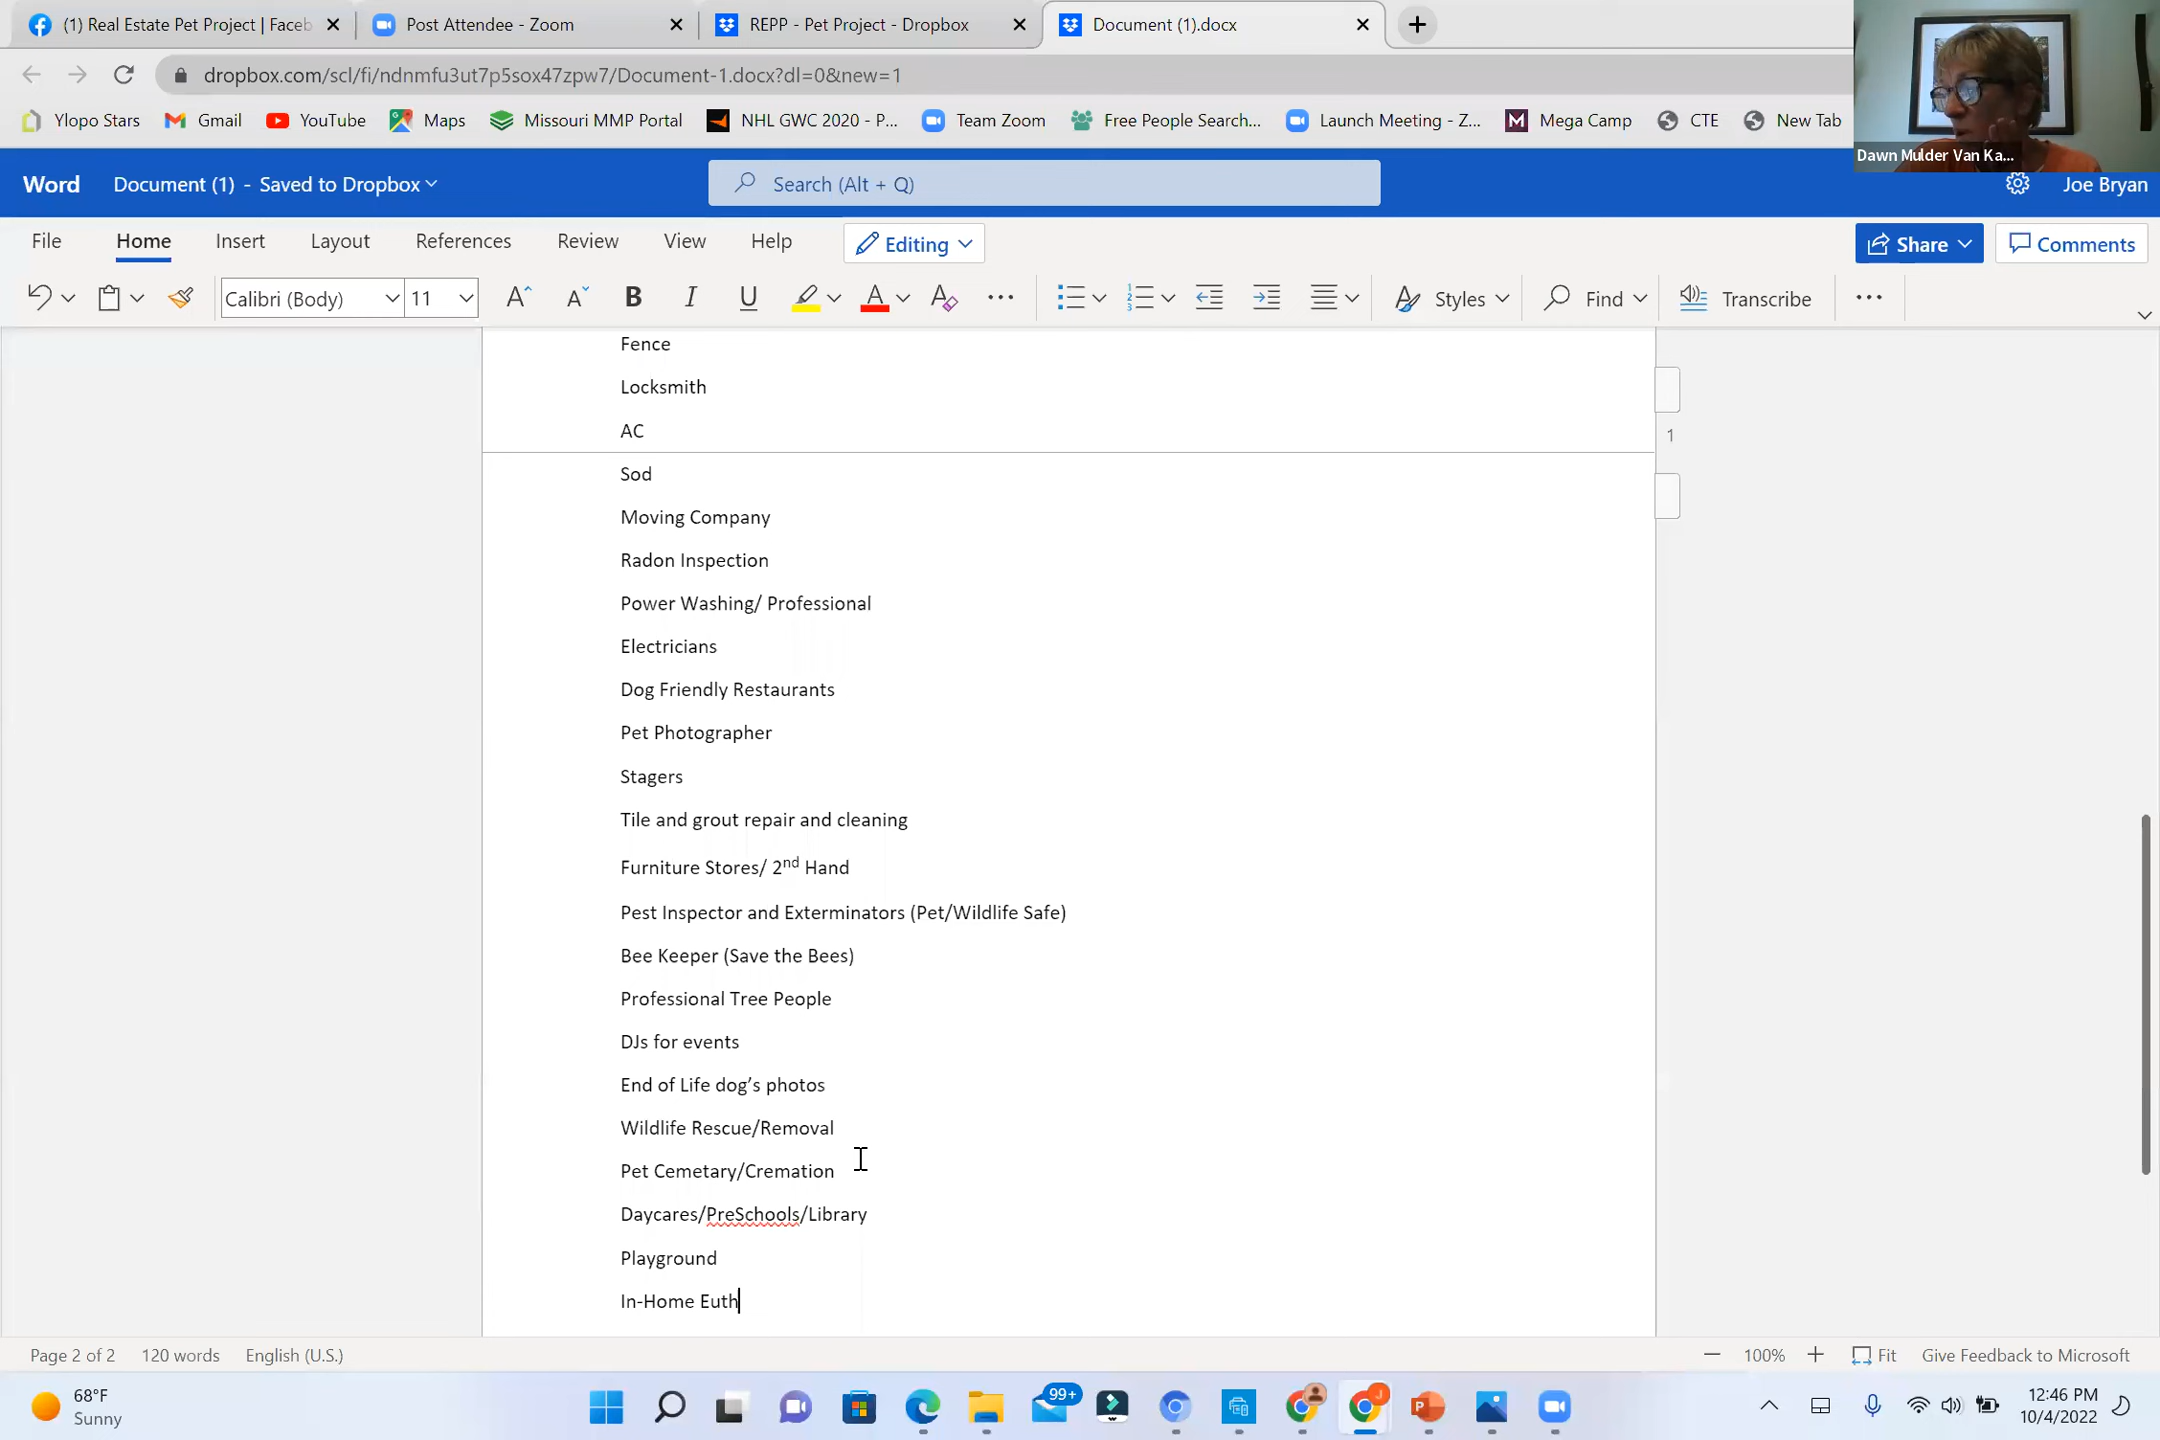 (1) Real Estate Pet Project | Faceb
Post Attendee - Zoom
REPP - Pet Project - Dropbox
Document (1).docx
dropbox.com/scl/fi/ndnmfu3ut7p5sox47zpw7/Document-1.docx?dl=0&new=1
Ylopo Stars
Gmail
YouTube
Maps
Missouri MMP Portal
NHL GWC 2020 - P...
Team Zoom
Free People Search...
Launch Meeting - Z...
Mega Camp
CTE
New Tab
Dawn Mulder Van Ka...
Word
Document (1) - Saved to Dropbox
Search (Alt + Q)
Joe Bryan
File
Home
Insert
Layout
References
Review
View
Help
Editing
Share
Comments
Calibri (Body)
11
Styles
Find
Transcribe
Fence
Locksmith
AC
1
Sod
Moving Company
Radon Inspection
Power Washing/ Professional
Electricians
Dog Friendly Restaurants
Pet Photographer
Stagers
Tile and grout repair and cleaning
Furniture Stores/ 2nd Hand
Pest Inspector and Exterminators (Pet/Wildlife Safe)
Bee Keeper (Save the Bees)
Professional Tree People
DJs for events
End of Life dog’s photos
Wildlife Rescue/Removal
Pet Cemetary/Cremation
Daycares/PreSchools/Library
Playground
In-Home Euth
Page 2 of 2
120 words
English (U.S.)
100%
Fit
Give Feedback to Microsoft
68°F
Sunny
99+
12:46 PM
10/4/2022